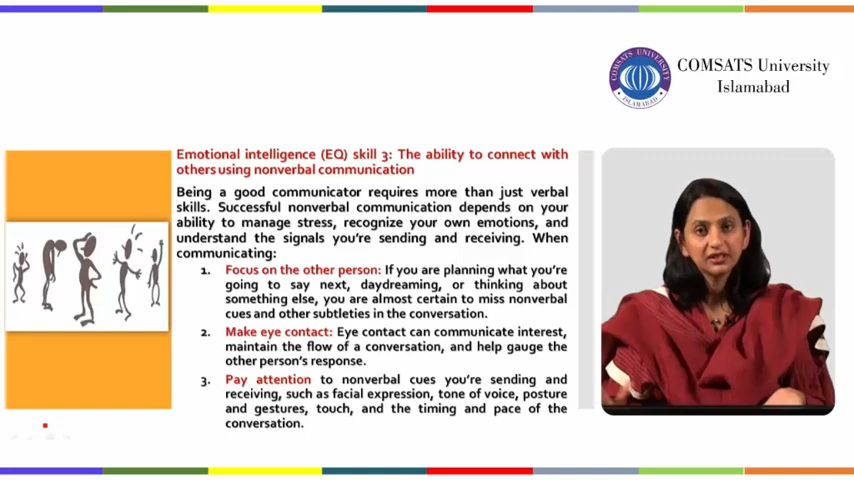 COMSATS UNIVERSITY
ISLAMABAD
COMSATS University
Islamabad
Emotional intelligence (EQ) skill 3: The ability to connect with
others using nonverbal communication
Being a good communicator requires more than just verbal
skills. Successful nonverbal communication depends on your
ability to manage stress, recognize your own emotions, and
understand the signals you're sending and receiving. When
communicating:
1. Focus on the other person: If you are planning what you're
going to say next, daydreaming, or thinking about
something else, you are almost certain to miss nonverbal
cues and other subtleties in the conversation.
2. Make eye contact: Eye contact can communicate interest,
maintain the flow of a conversation, and help gauge the
other person's response.
3. Pay attention to nonverbal cues you're sending and
receiving, such as facial expression, tone of voice, posture
and gestures, touch, and the timing and pace of the
conversation.